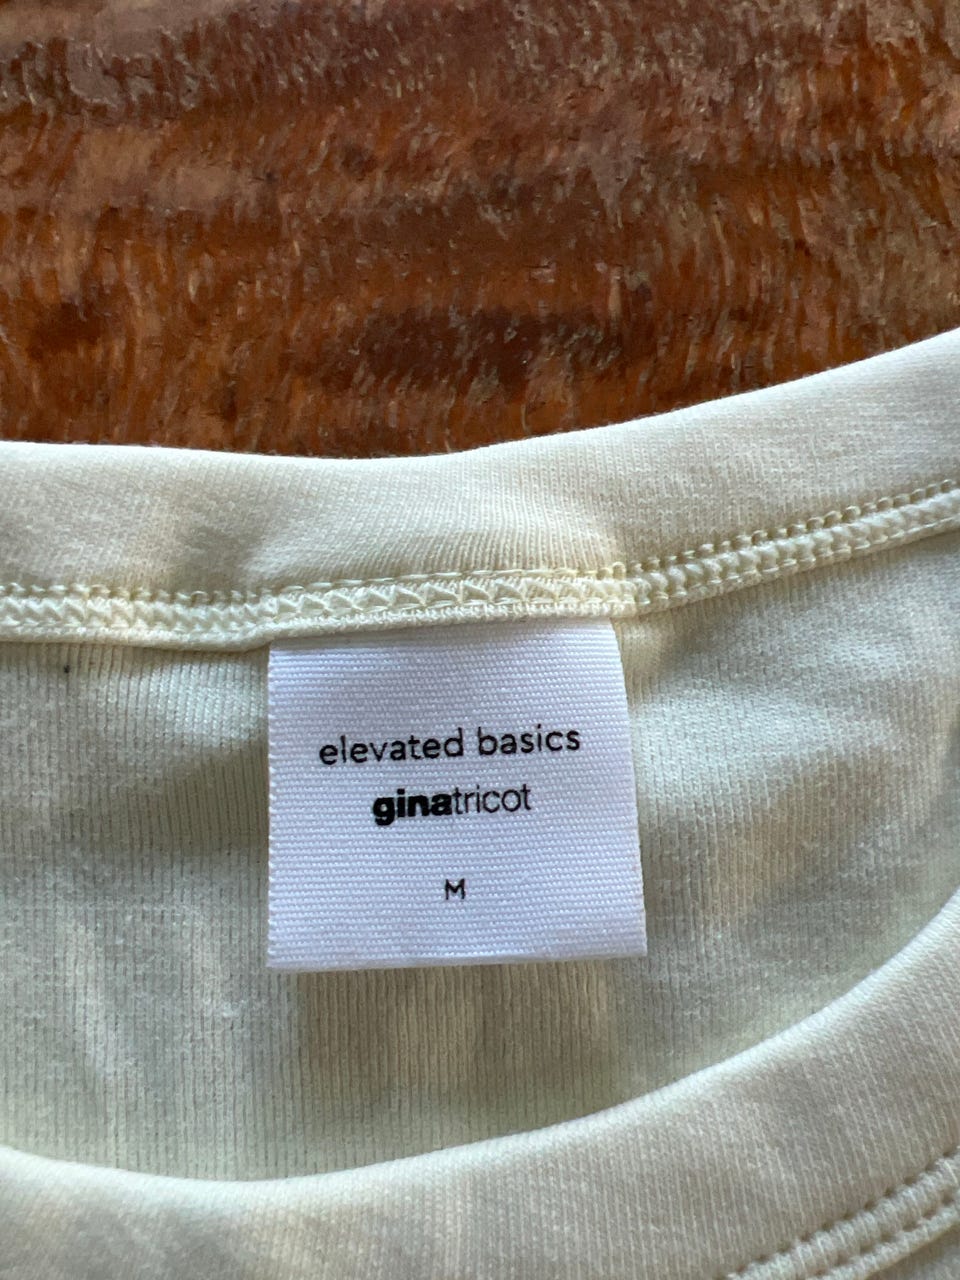 elevated basics
ginatricot
M